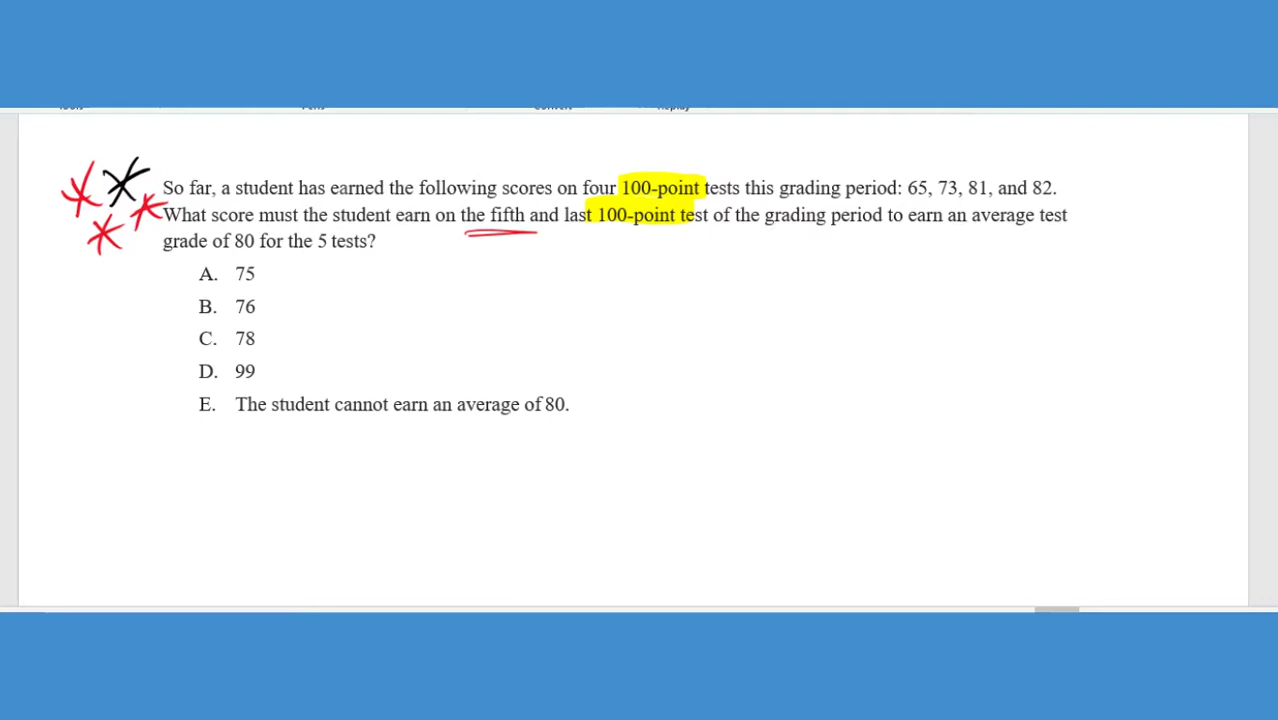 So far, a student has earned the following scores on four 100-point tests this grading period: 65, 73, 81, and 82.
What score must the student earn on the fifth and last 100-point test of the grading period to earn an average test
grade of 80 for the 5 tests?
A. 75
B. 76
C. 78
D. 99
E. The student cannot earn an average of 80.